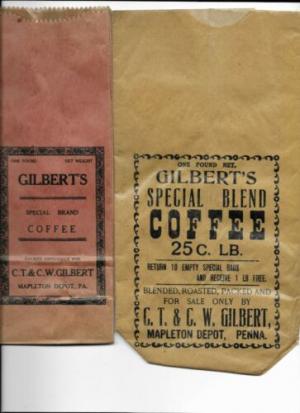 ONE POUND NET WEIGHT
GILBERT'S
SPECIAL BRAND
COFFEE
C.T. & C.W. GILBERT
MAPLETON DEPOT, PA.
ONE POUND NET.
GILBERT'S
SPECIAL BLEND
COFFEE
25C. LB.
RETURN 10 EMPTY SPECIAL BAGS
AND RECEIVE 1 LB FREE.
BLENDED, ROASTED, PACKED AND
FOR SALE ONLY BY
C. T. & C. W. GILBERT,
MAPLETON DEPOT, PENNA.